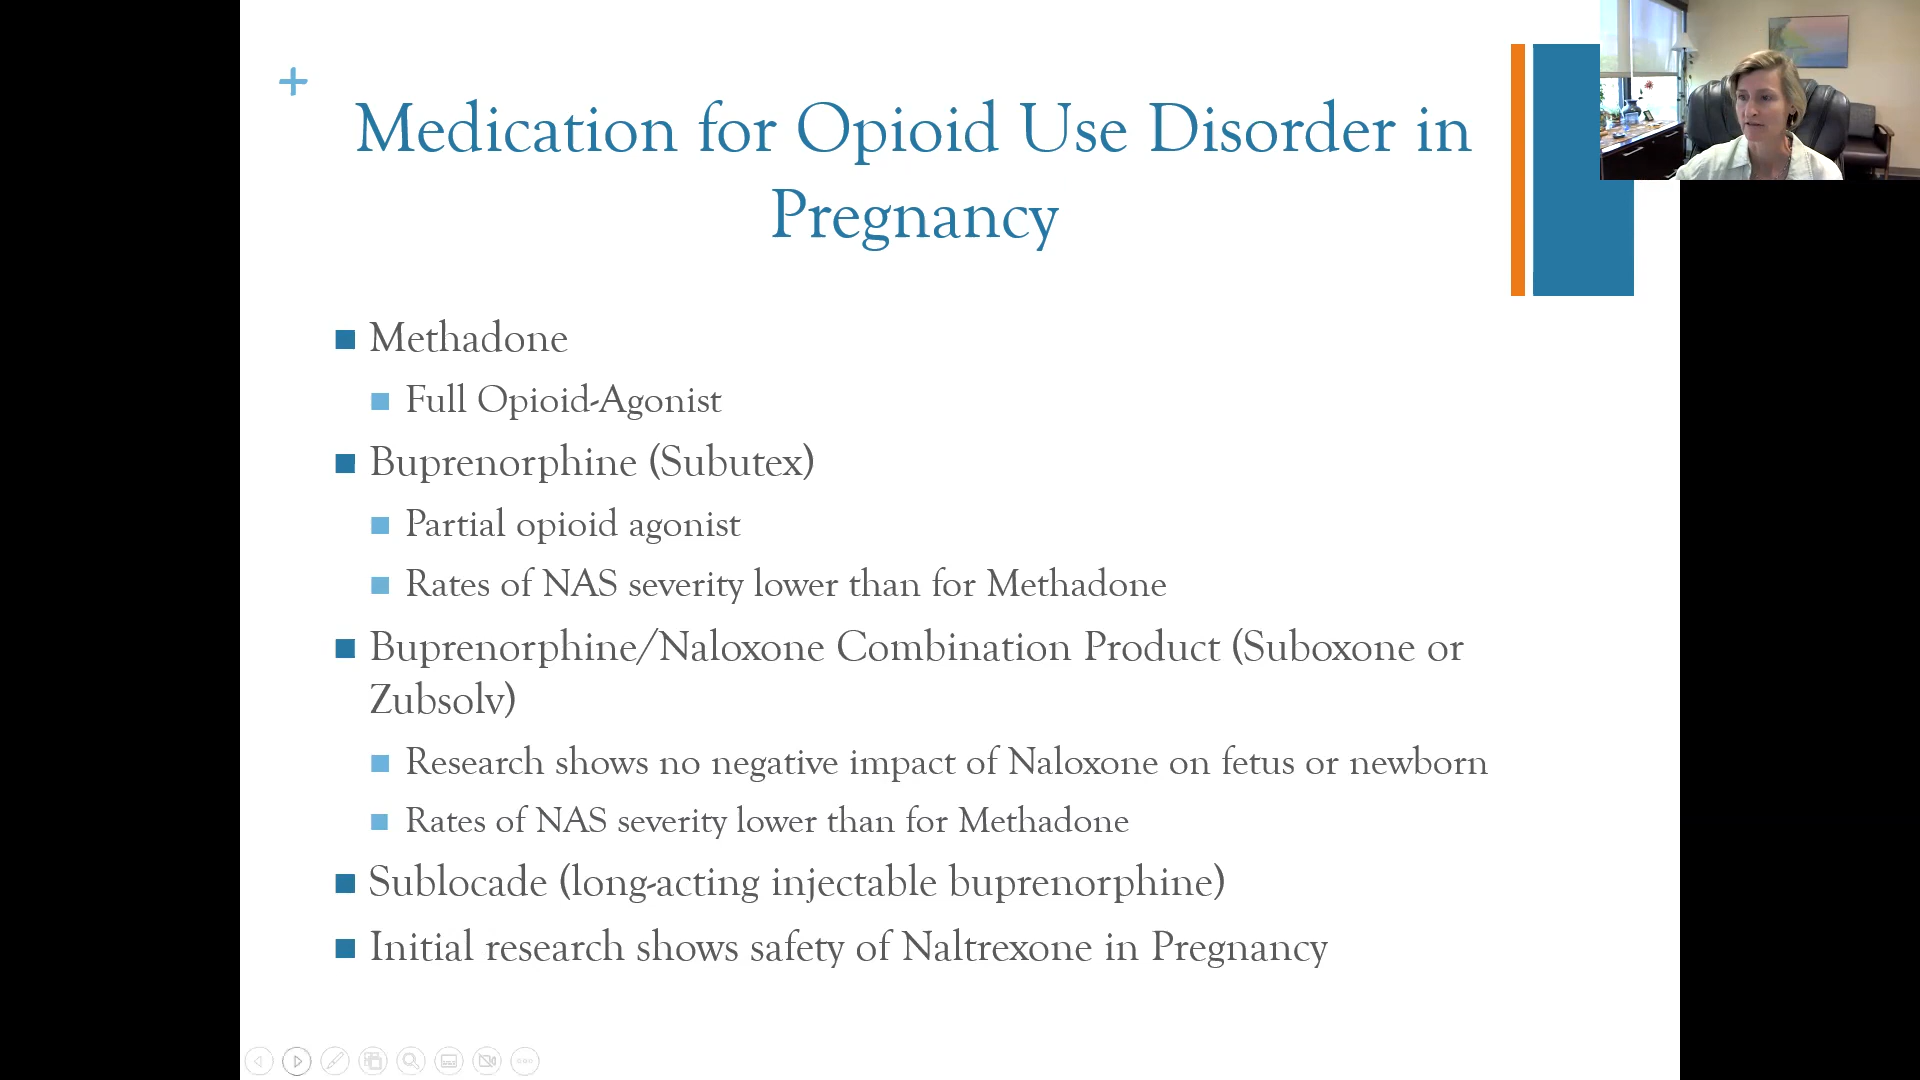 +
Medication for Opioid Use Disorder in
Pregnancy
Methadone
Full Opioid-Agonist
Buprenorphine (Subutex)
Partial opioid agonist
Rates of NAS severity lower than for Methadone
Buprenorphine/Naloxone Combination Product (Suboxone or
Zubsolv)
Research shows no negative impact of Naloxone on fetus or newborn
Rates of NAS severity lower than for Methadone
Sublocade (long-acting injectable buprenorphine)
Initial research shows safety of Naltrexone in Pregnancy